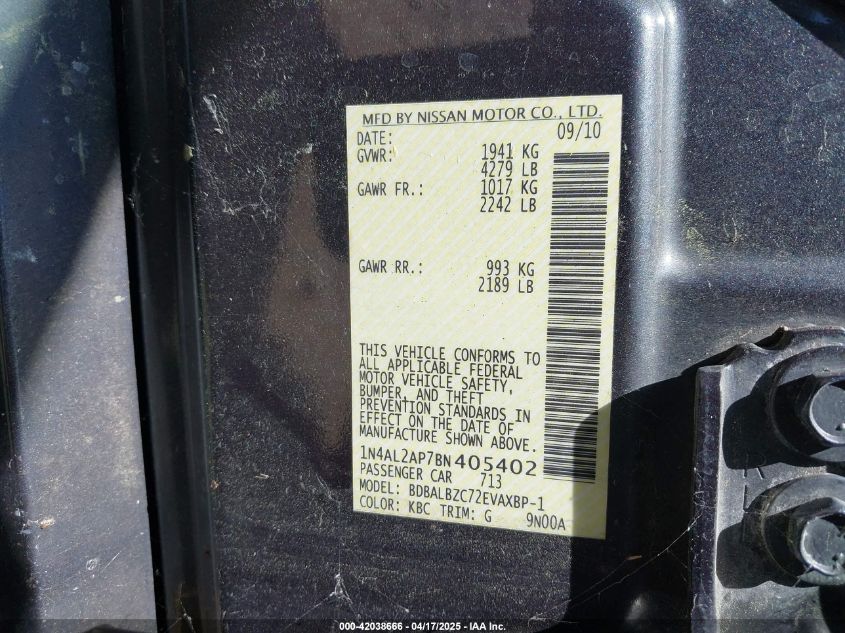 MFD BY NISSAN MOTOR CO., LTD.
DATE: 09/10
GVWR: 1941 KG
4279 LB
GAWR FR.: 1017 KG
2242 LB
GAWR RR.: 993 KG
2189 LB
THIS VEHICLE CONFORMS TO
ALL APPLICABLE FEDERAL
MOTOR VEHICLE SAFETY,
BUMPER, AND THEFT
PREVENTION STANDARDS IN
EFFECT ON THE DATE OF
MANUFACTURE SHOWN ABOVE.
1N4AL2AP7BN405402
PASSENGER CAR 713
MODEL: BDBALBZC72EVAXBP-1
COLOR: KBC TRIM: G 9N00A
000-42038666 - 04/17/2025 - IAA Inc.